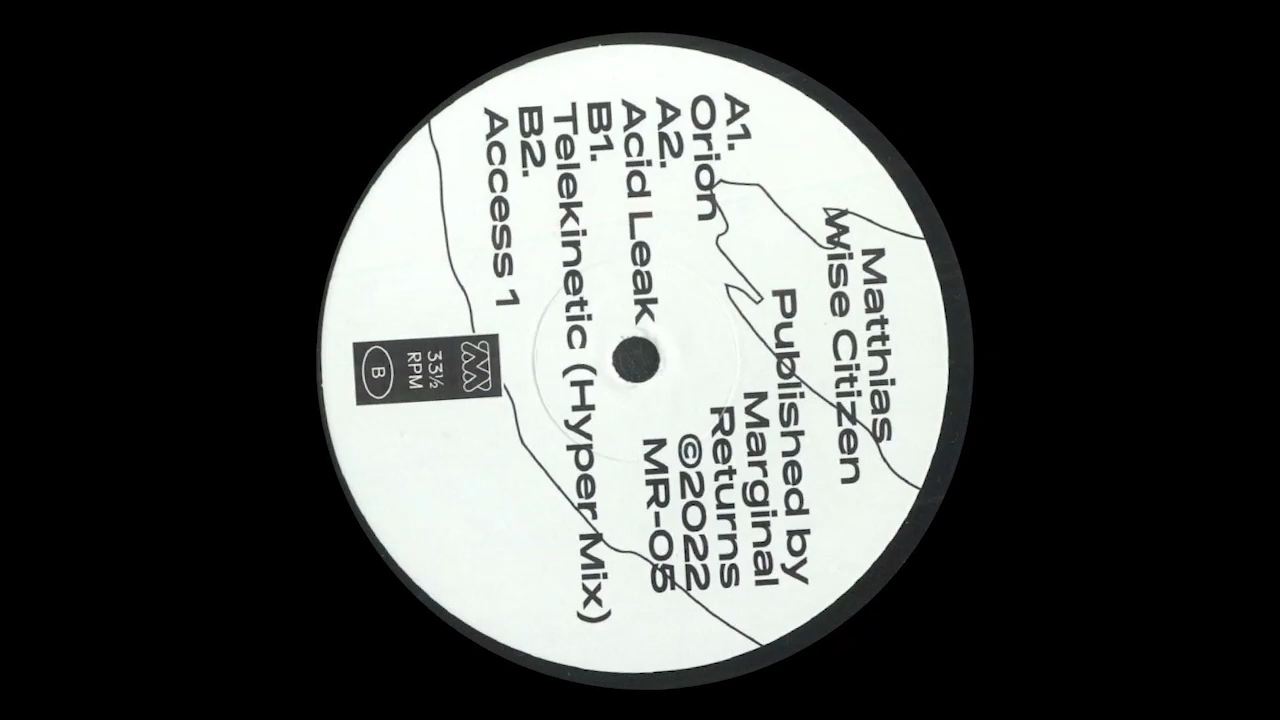 Matthias
Wise Citizen
Published by
Marginal
Returns
©2022
MR-05
A1.
Orion
A2.
Acid Leak
B1.
Telekinetic (Hyper Mix)
B2.
Access 1
33½
RPM
B